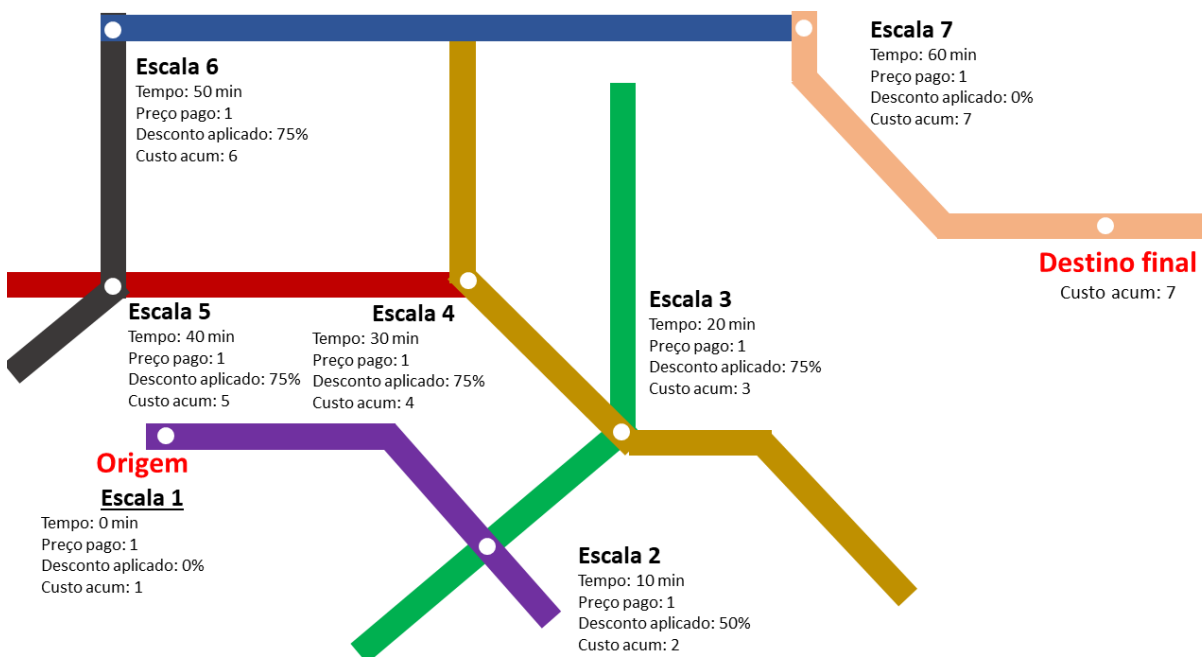 Escala 7
Tempo: 60 min
Preço pago: 1
Desconto aplicado: 0%
Custo acum: 7
Escala 6
Tempo: 50 min
Preço pago: 1
Desconto aplicado: 75%
Custo acum: 6
Destino final
Custo acum: 7
Escala 3
Tempo: 20 min
Preço pago: 1
Desconto aplicado: 75%
Custo acum: 3
Escala 5
Tempo: 40 min
Preço pago: 1
Desconto aplicado: 75%
Custo acum: 5
Escala 4
Tempo: 30 min
Preço pago: 1
Desconto aplicado: 75%
Custo acum: 4
Origem
Escala 1
Tempo: 0 min
Preço pago: 1
Desconto aplicado: 0%
Custo acum: 1
Escala 2
Tempo: 10 min
Preço pago: 1
Desconto aplicado: 50%
Custo acum: 2